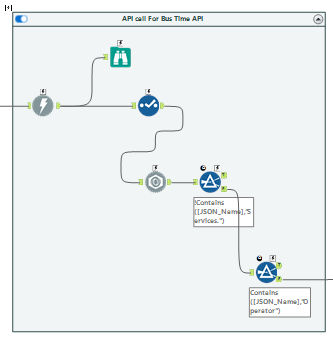 API call For Bus Time API
!Contains
([JSON_Name],"S
ervices.")
T
F
Contains
([JSON_Name],"O
perator")
T
F